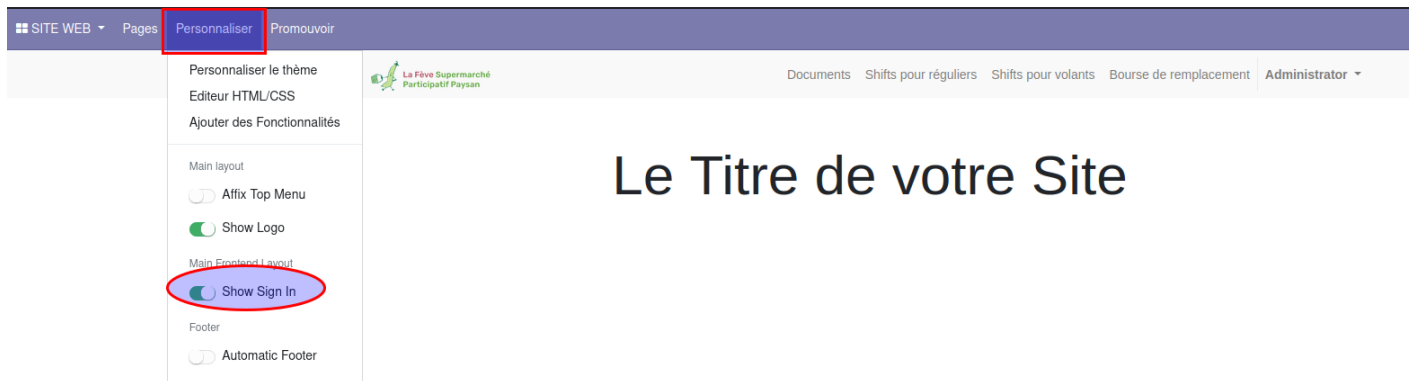 SITE WEB Pages Personnaliser Promouvoir
La Fève Supermarché
Participatif Paysan
Documents Shifts pour réguliers Shifts pour volants Bourse de remplacement Administrator
Personnaliser le thème
Editeur HTML/CSS
Ajouter des Fonctionnalités
Main layout
Affix Top Menu
Show Logo
Main Frontend Layout
Show Sign In
Footer
Automatic Footer
Le Titre de votre Site